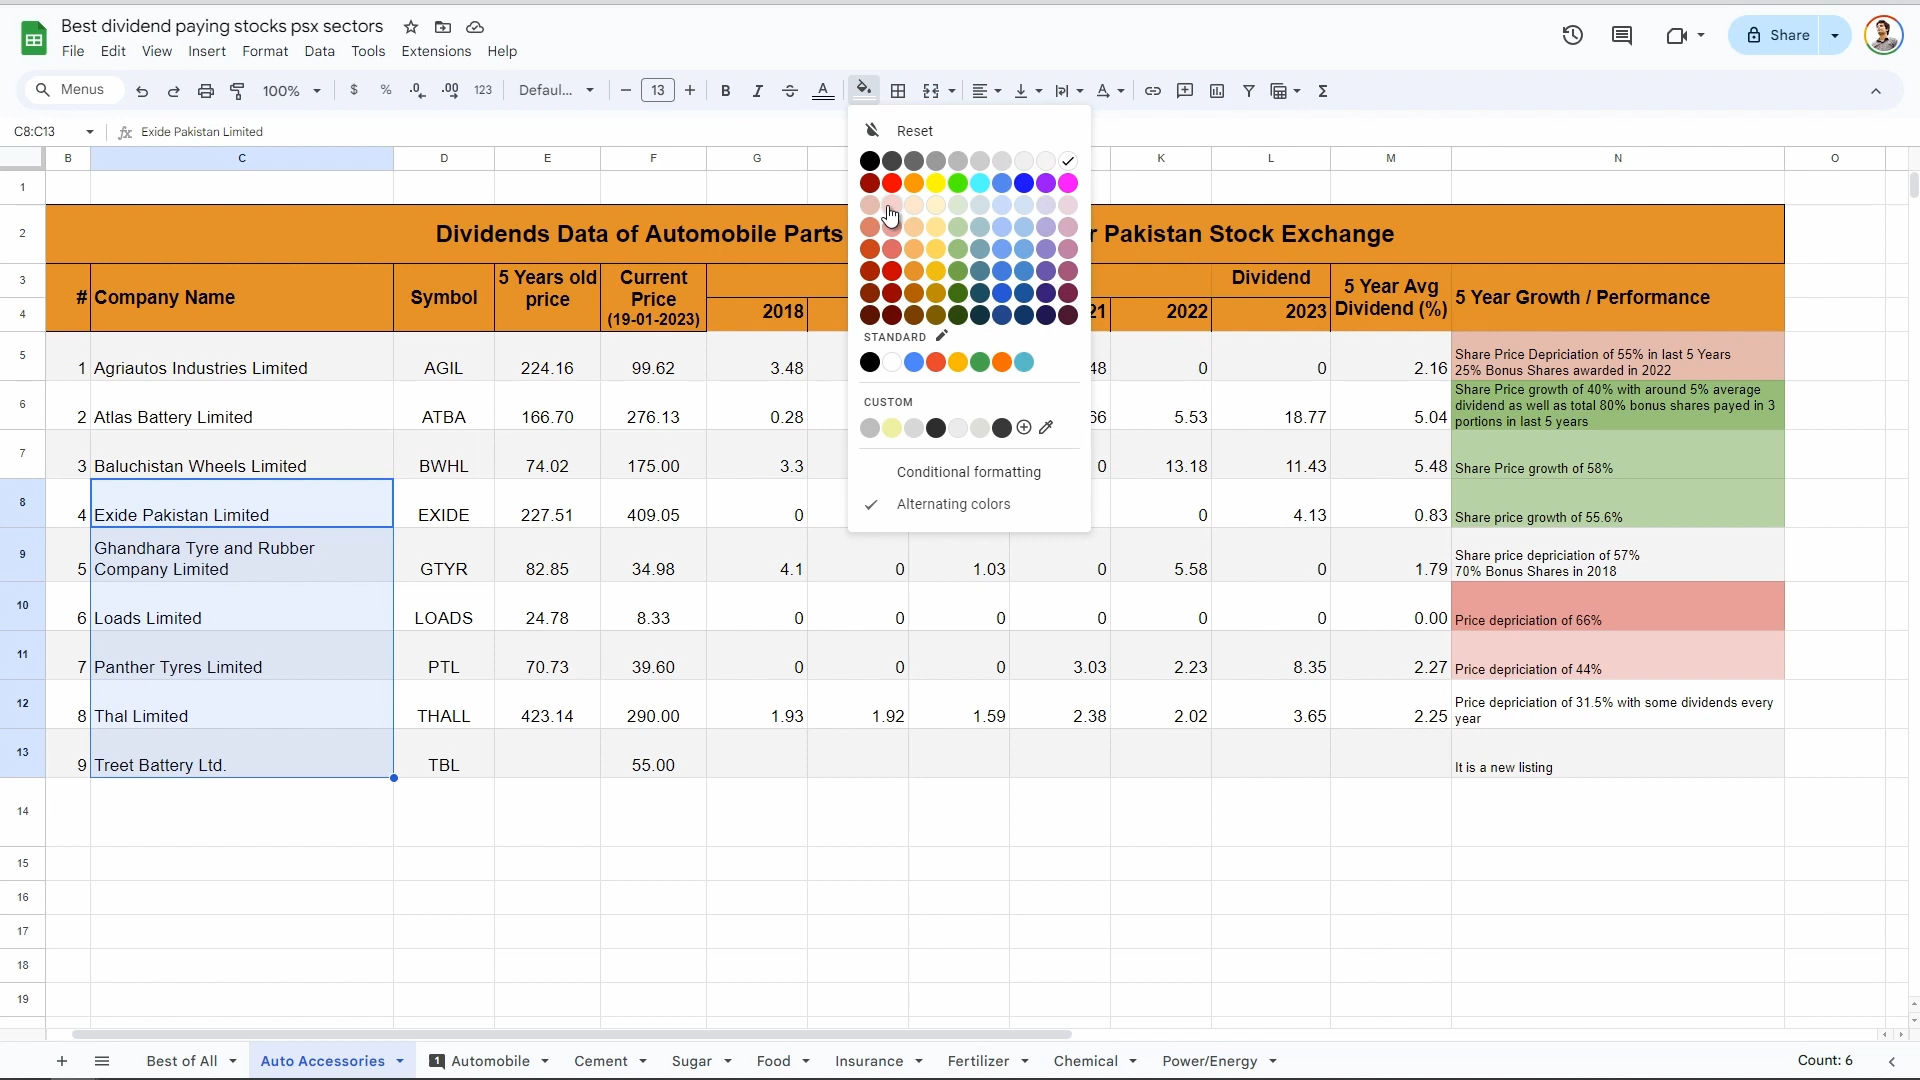 Best dividend paying stocks psx sectors
File Edit View Insert Format Data Tools Extensions Help
Share
Menus 100% $ % .0 .00 123 Defaul... 13 B I A
C8:C13 fx Exide Pakistan Limited
Reset
B C D E F G K L M N O
1
2 Dividends Data of Automobile Parts r Pakistan Stock Exchange
3 # Company Name Symbol 5 Years old price Current Price (19-01-2023) Dividend 5 Year Avg Dividend (%) 5 Year Growth / Performance
4 2018 21 2022 2023
STANDARD
5 1 Agriautos Industries Limited AGIL 224.16 99.62 3.48 48 0 0 2.16 Share Price Depriciation of 55% in last 5 Years
25% Bonus Shares awarded in 2022
CUSTOM
6 2 Atlas Battery Limited ATBA 166.70 276.13 0.28 66 5.53 18.77 5.04 Share Price growth of 40% with around 5% average
dividend as well as total 80% bonus shares payed in 3
portions in last 5 years
7 3 Baluchistan Wheels Limited BWHL 74.02 175.00 3.3 0 13.18 11.43 5.48 Share Price growth of 58%
Conditional formatting
Alternating colors
8 4 Exide Pakistan Limited EXIDE 227.51 409.05 0 0 4.13 0.83 Share price growth of 55.6%
9 5 Ghandhara Tyre and Rubber
Company Limited GTYR 82.85 34.98 4.1 0 1.03 0 5.58 0 1.79 Share price depriciation of 57%
70% Bonus Shares in 2018
10 6 Loads Limited LOADS 24.78 8.33 0 0 0 0 0 0 0.00 Price depriciation of 66%
11 7 Panther Tyres Limited PTL 70.73 39.60 0 0 0 3.03 2.23 8.35 2.27 Price depriciation of 44%
12 8 Thal Limited THALL 423.14 290.00 1.93 1.92 1.59 2.38 2.02 3.65 2.25 Price depriciation of 31.5% with some dividends every
year
13 9 Treet Battery Ltd. TBL 55.00 It is a new listing
14
15
16
17
18
19
Best of All Auto Accessories 1 Automobile Cement Sugar Food Insurance Fertilizer Chemical Power/Energy Count: 6